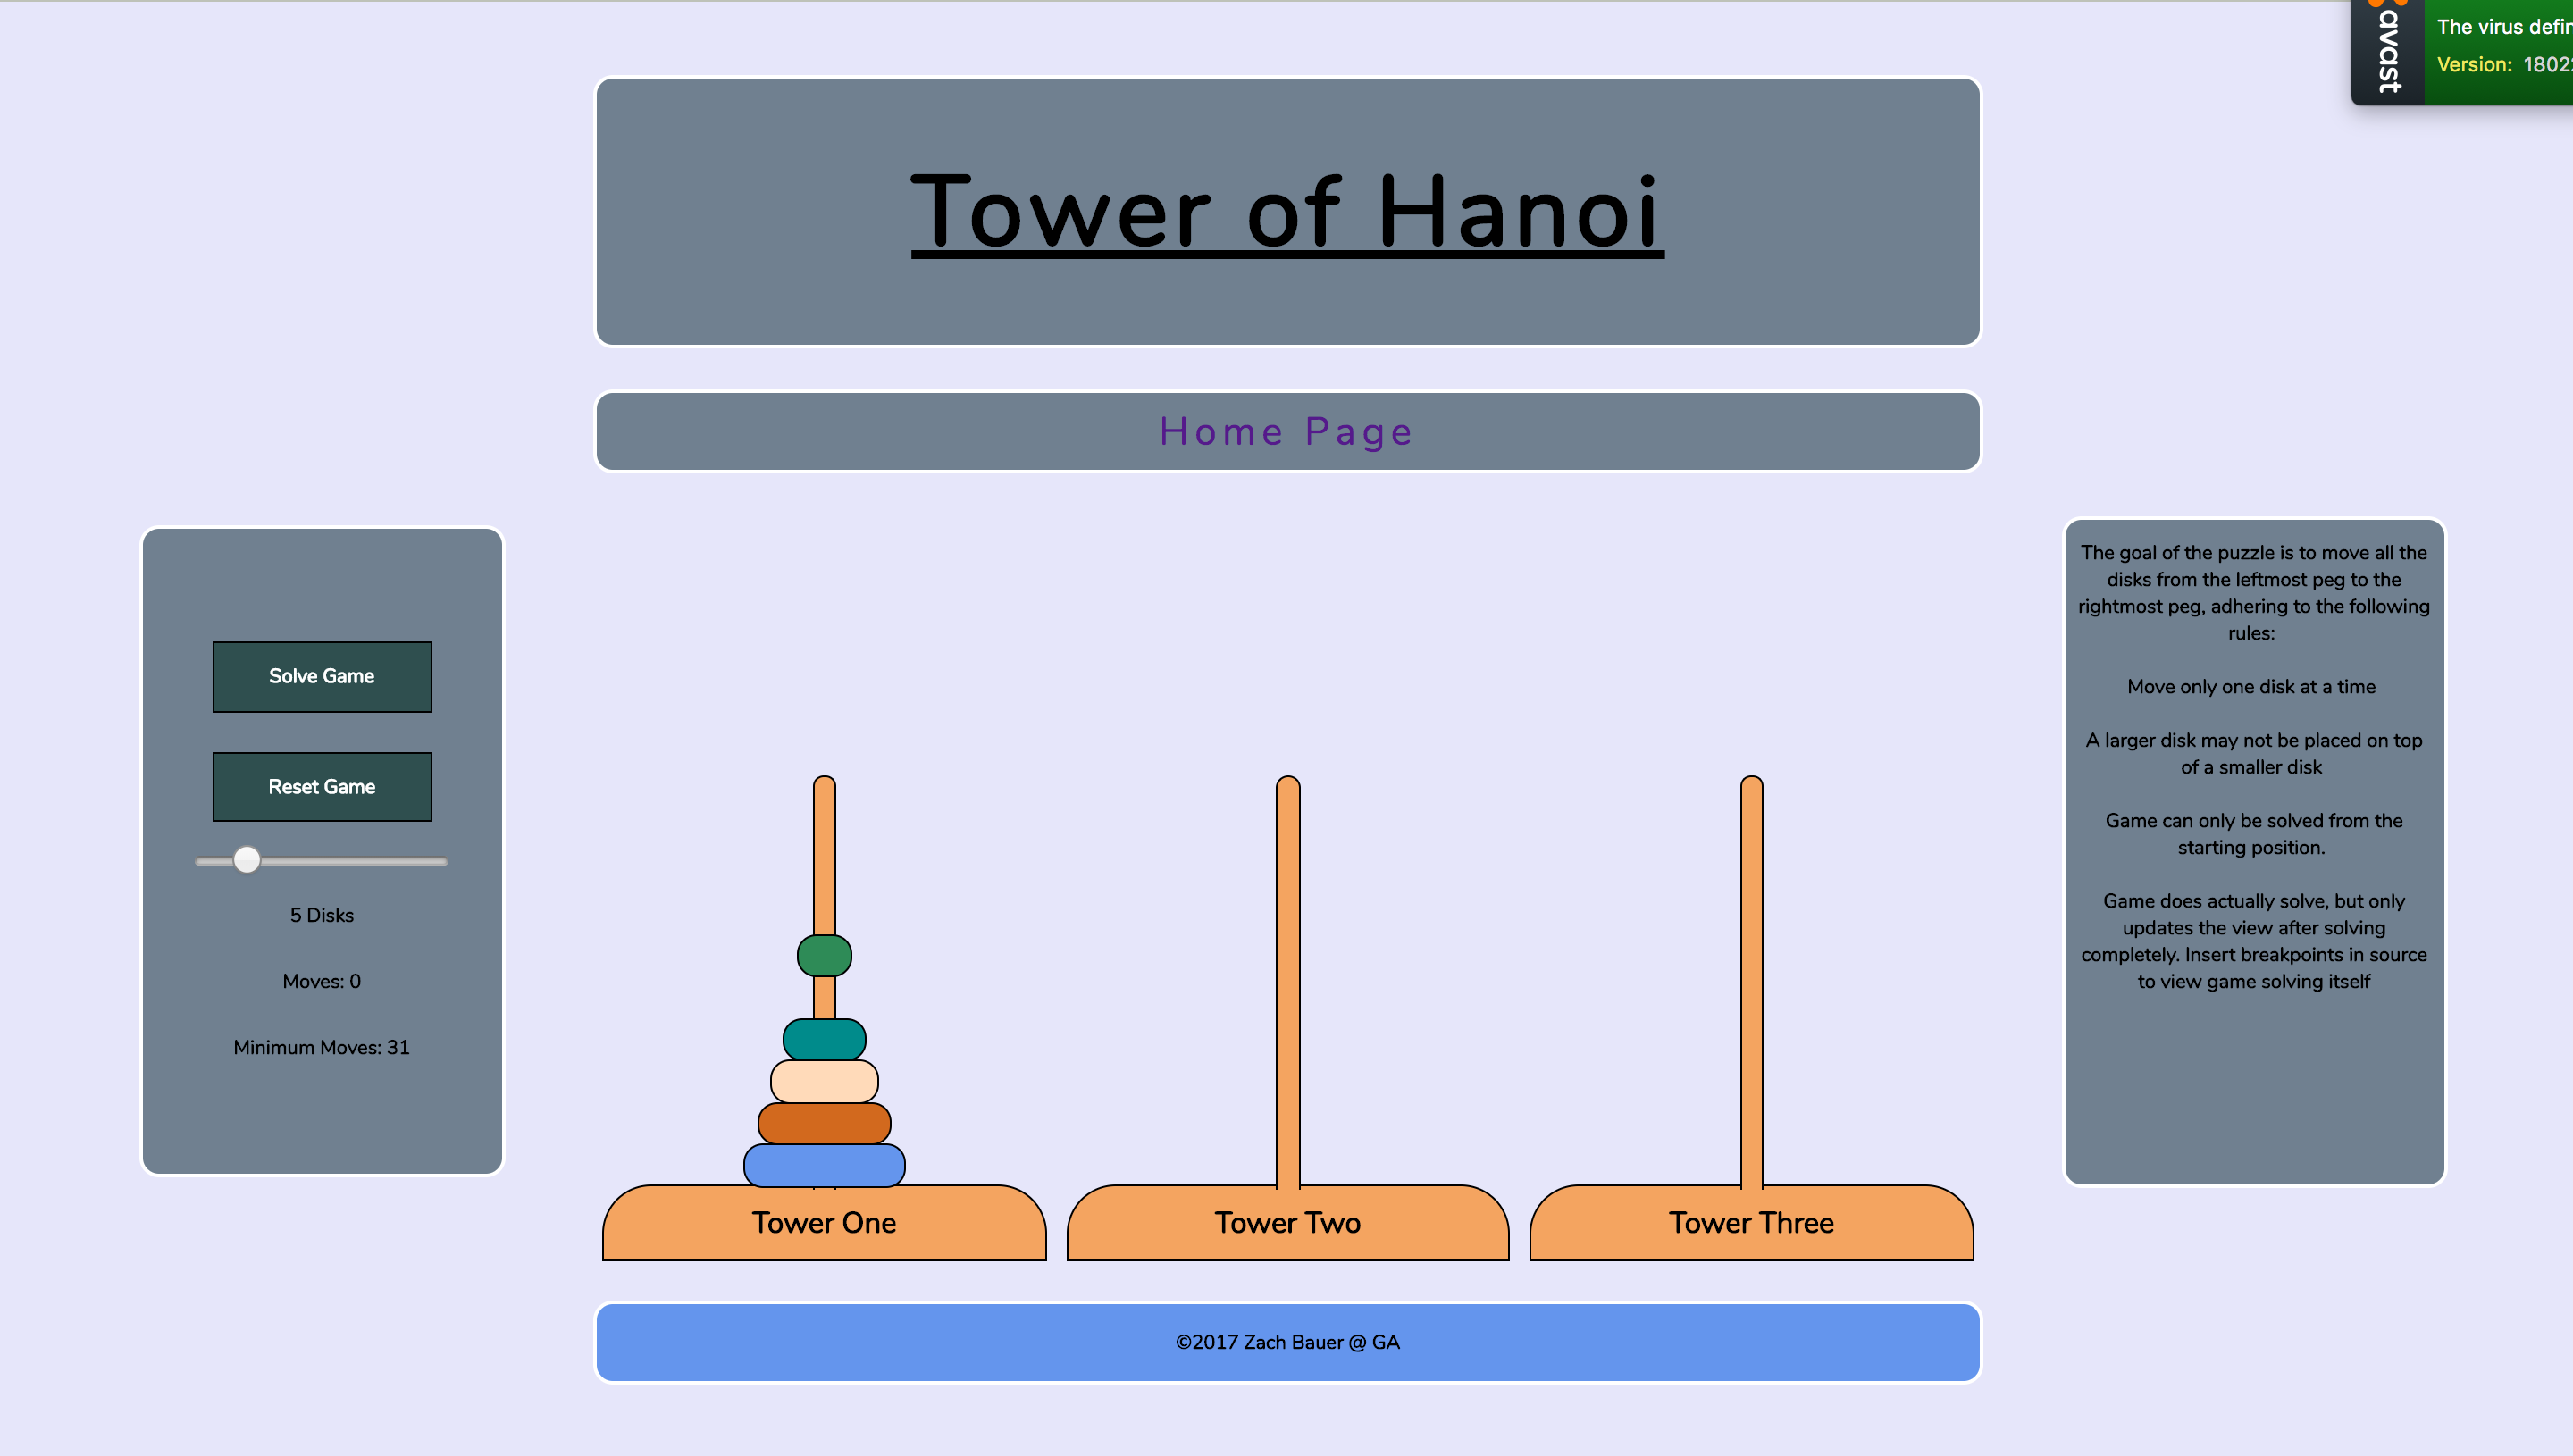 avast
The virus
Version:
Tower of Hanoi
Home Page
Solve Game
Reset Game
5 Disks
Moves: 0
Minimum Moves: 31
Tower One
Tower Two
Tower Three
The goal of the puzzle is to move all the
disks from the leftmost peg to the
rightmost peg, adhering to the following
rules:
Move only one disk at a time
A larger disk may not be placed on top
of a smaller disk
Game can only be solved from the
starting position.
Game does actually solve, but only
updates the view after solving
completely. Insert breakpoints in source
to view game solving itself
©2017 Zach Bauer @ GA